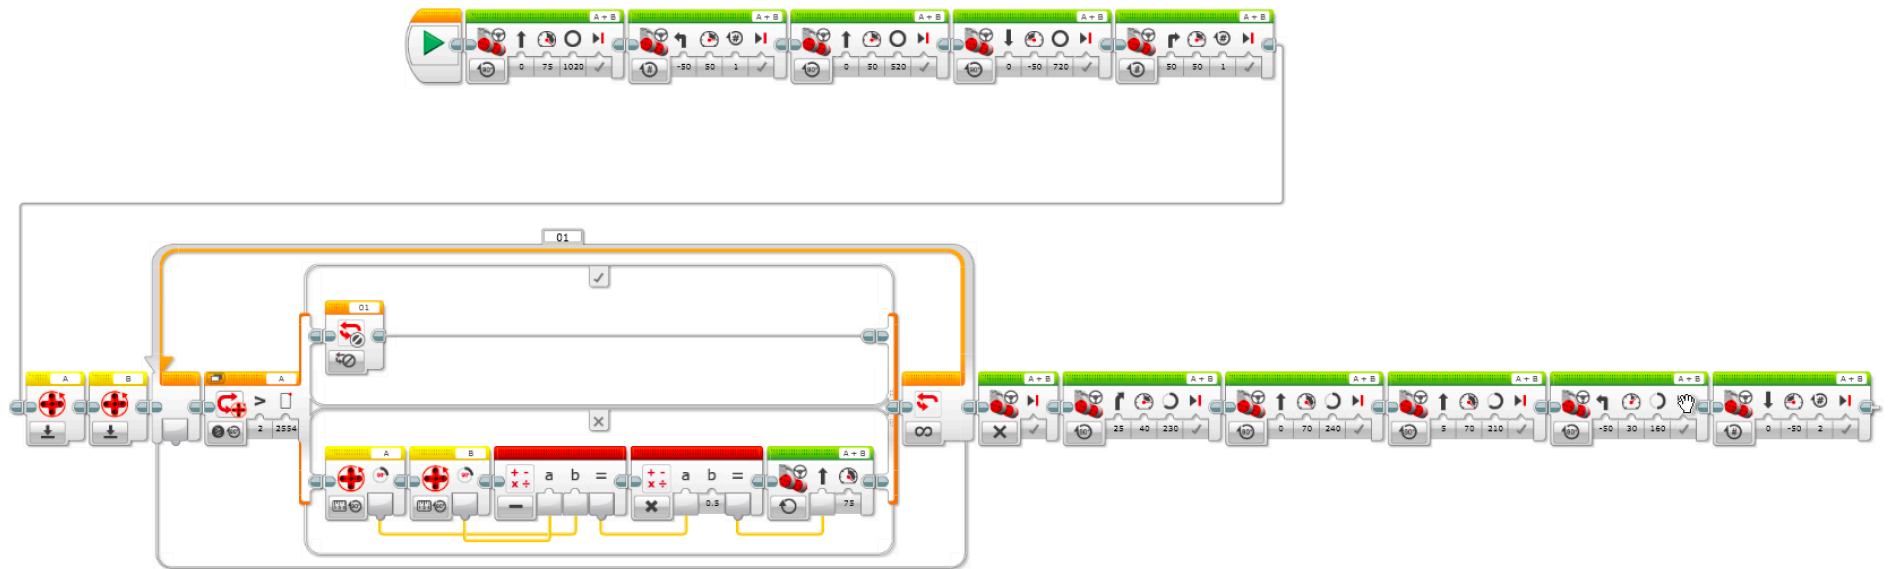 A + B A + B A + B A + B A + B
0 75 1020 -50 50 1 0 50 520 0 -50 720 50 50 1
01
01
A B A A + B A + B A + B A + B A + B A + B
> 2 2554 25 40 230 0 70 240 5 70 210 -50 30 160 0 -50 2
A B A + B
a b = a b =
0.5 75